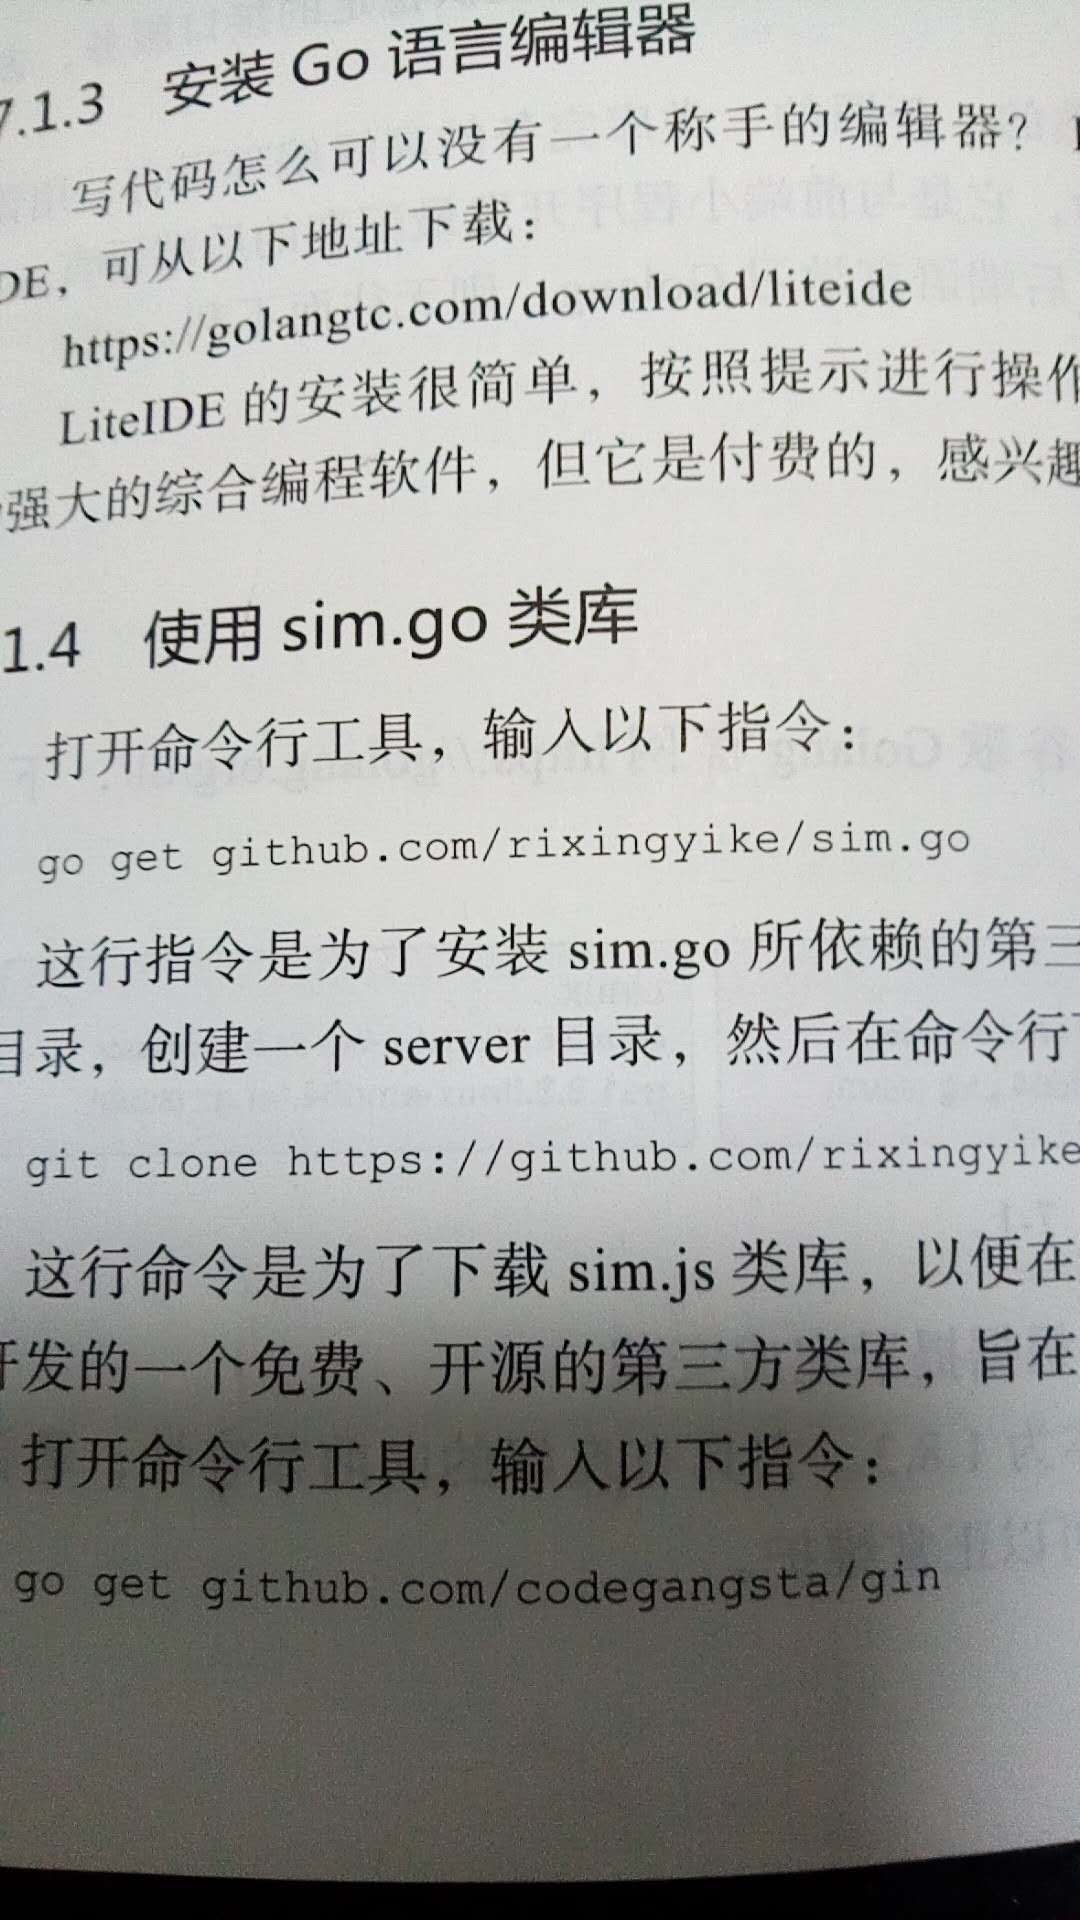 7.1.3 安装 Go 语言编辑器
写代码怎么可以没有一个称手的编辑器？
DE，可从以下地址下载：
https://golangtc.com/download/liteide
LiteIDE 的安装很简单，按照提示进行操作
强大的综合编程软件，但它是付费的，感兴趣
1.4 使用 sim.go 类库
打开命令行工具，输入以下指令：
go get github.com/rixingyike/sim.go
这行指令是为了安装 sim.go 所依赖的第三
目录，创建一个 server 目录，然后在命令行
git clone https://github.com/rixingyike
这行命令是为了下载 sim.js 类库，以便在
开发的一个免费、开源的第三方类库，旨在
打开命令行工具，输入以下指令：
go get github.com/codegangsta/gin